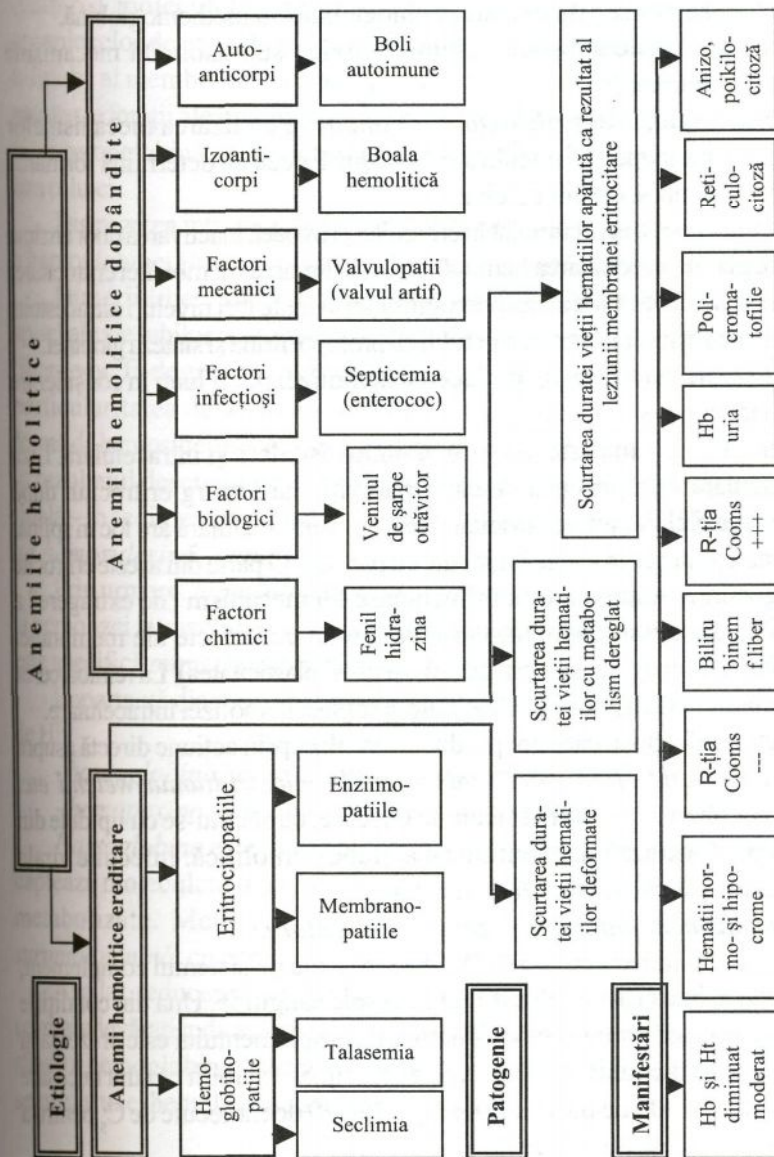 Etiologie
Anemiile hemolitice
Anemii hemolitice ereditare
Anemii hemolitice dobândite
Hemo-
globino-
patiile
Eritrocitopatiile
Factori
chimici
Factori
biologici
Factori
infecțioși
Factori
mecanici
Izoanti-
corpi
Auto-
anticorpi
Seclimia
Talasemia
Membrano-
patiile
Enziimo-
patiile
Fenil
hidra-
zina
Veninul
de șarpe
otrăvitor
Septicemia
(enterococ)
Valvulopatii
(valvul artif)
Boala
hemolitică
Boli
autoimune
Patogenie
Scurtarea dura-
tei vieții hemati-
ilor deformate
Scurtarea dura-
tei vieții hemati-
ilor cu metabo-
lism dereglat
Scurtarea duratei vieții hematiilor apărută ca rezultat al
leziunii membranei eritrocitare
Manifestări
Hb și Ht
diminuat
moderat
Hematii nor-
mo- și hipo-
crome
R-ția
Cooms
---
Biliru
binem
f.liber
R-ția
Cooms
+++
Hb
uria
Poli-
croma-
tofilie
Reti-
culo-
citoză
Anizo,
poikilo-
citoză